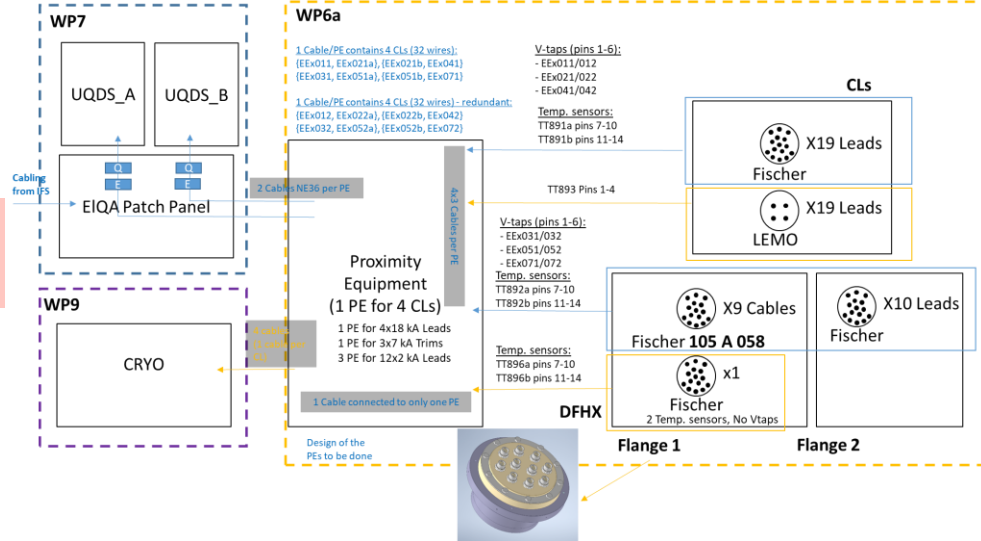 WP7
UQDS_A
UQDS_B
Q
Q
E
E
Cabling
from IFS
ElQA Patch Panel
WP9
CRYO
WP6a
1 Cable/PE contains 4 CLs (32 wires):
{EEx011, EEx021a}, {EEx021b, EEx041}
{EEx031, EEx051a}, {EEx051b, EEx071}
1 Cable/PE contains 4 CLs (32 wires) - redundant:
{EEx012, EEx022a}, {EEx022b, EEx042}
{EEx032, EEx052a}, {EEx052b, EEx072}
2 Cables NE36 per PE
4x3 Cables per PE
Proximity
Equipment
(1 PE for 4 CLs)
1 PE for 4x18 kA Leads
1 PE for 3x7 kA Trims
3 PE for 12x2 kA Leads
1 Cable connected to only one PE
Design of the
PEs to be done
V-taps (pins 1-6):
- EEx011/012
- EEx021/022
- EEx041/042
Temp. sensors:
TT891a pins 7-10
TT891b pins 11-14
TT893 Pins 1-4
V-taps (pins 1-6):
- EEx031/032
- EEx051/052
- EEx071/072
Temp. sensors:
TT892a pins 7-10
TT892b pins 11-14
Temp. sensors:
TT896a pins 7-10
TT896b pins 11-14
CLs
X19 Leads
Fischer
X19 Leads
LEMO
X9 Cables
Fischer 105 A 058
X10 Leads
Fischer
x1
Fischer
2 Temp. sensors, No Vtaps
DFHX
Flange 1
Flange 2